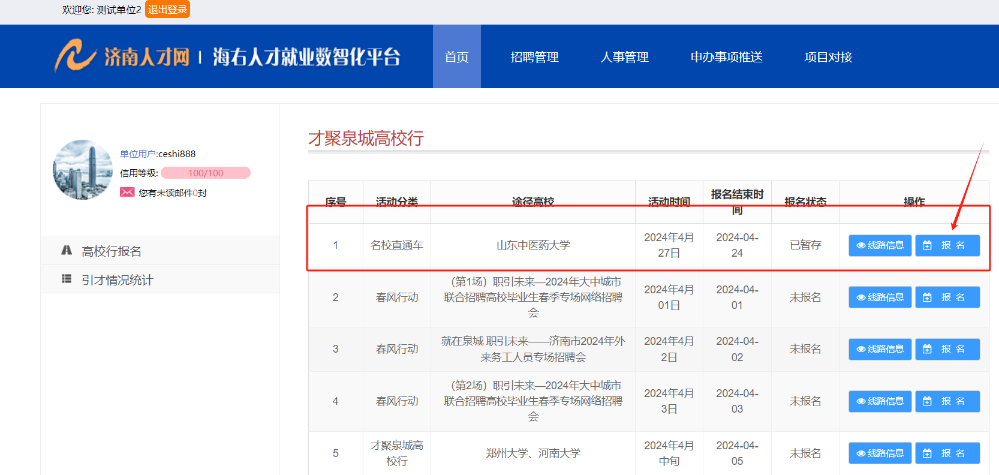 欢迎您: 测试单位2 退出登录
济南人才网 | 海右人才就业数智化平台
首页 招聘管理 人事管理 申办事项推送 项目对接
单位用户:ceshi888
信用等级: 100/100
您有未读邮件0封
高校行报名
引才情况统计
才聚泉城高校行
序号 活动分类 途径高校 活动时间 报名结束时间 报名状态 操作
1 名校直通车 山东中医药大学 2024年4月27日 2024-04-24 已暂存 线路信息 报 名
2 春风行动 （第1场）职引未来—2024年大中城市联合招聘高校毕业生春季专场网络招聘会 2024年4月01日 2024-04-01 未报名 线路信息 报 名
3 春风行动 就在泉城 职引未来——济南市2024年外来务工人员专场招聘会 2024年4月2日 2024-04-02 未报名 线路信息 报 名
4 春风行动 （第2场）职引未来—2024年大中城市联合招聘高校毕业生春季专场网络招聘会 2024年4月3日 2024-04-03 未报名 线路信息 报 名
5 才聚泉城高校行 郑州大学、河南大学 2024年4月中旬 2024-04-05 未报名 线路信息 报 名